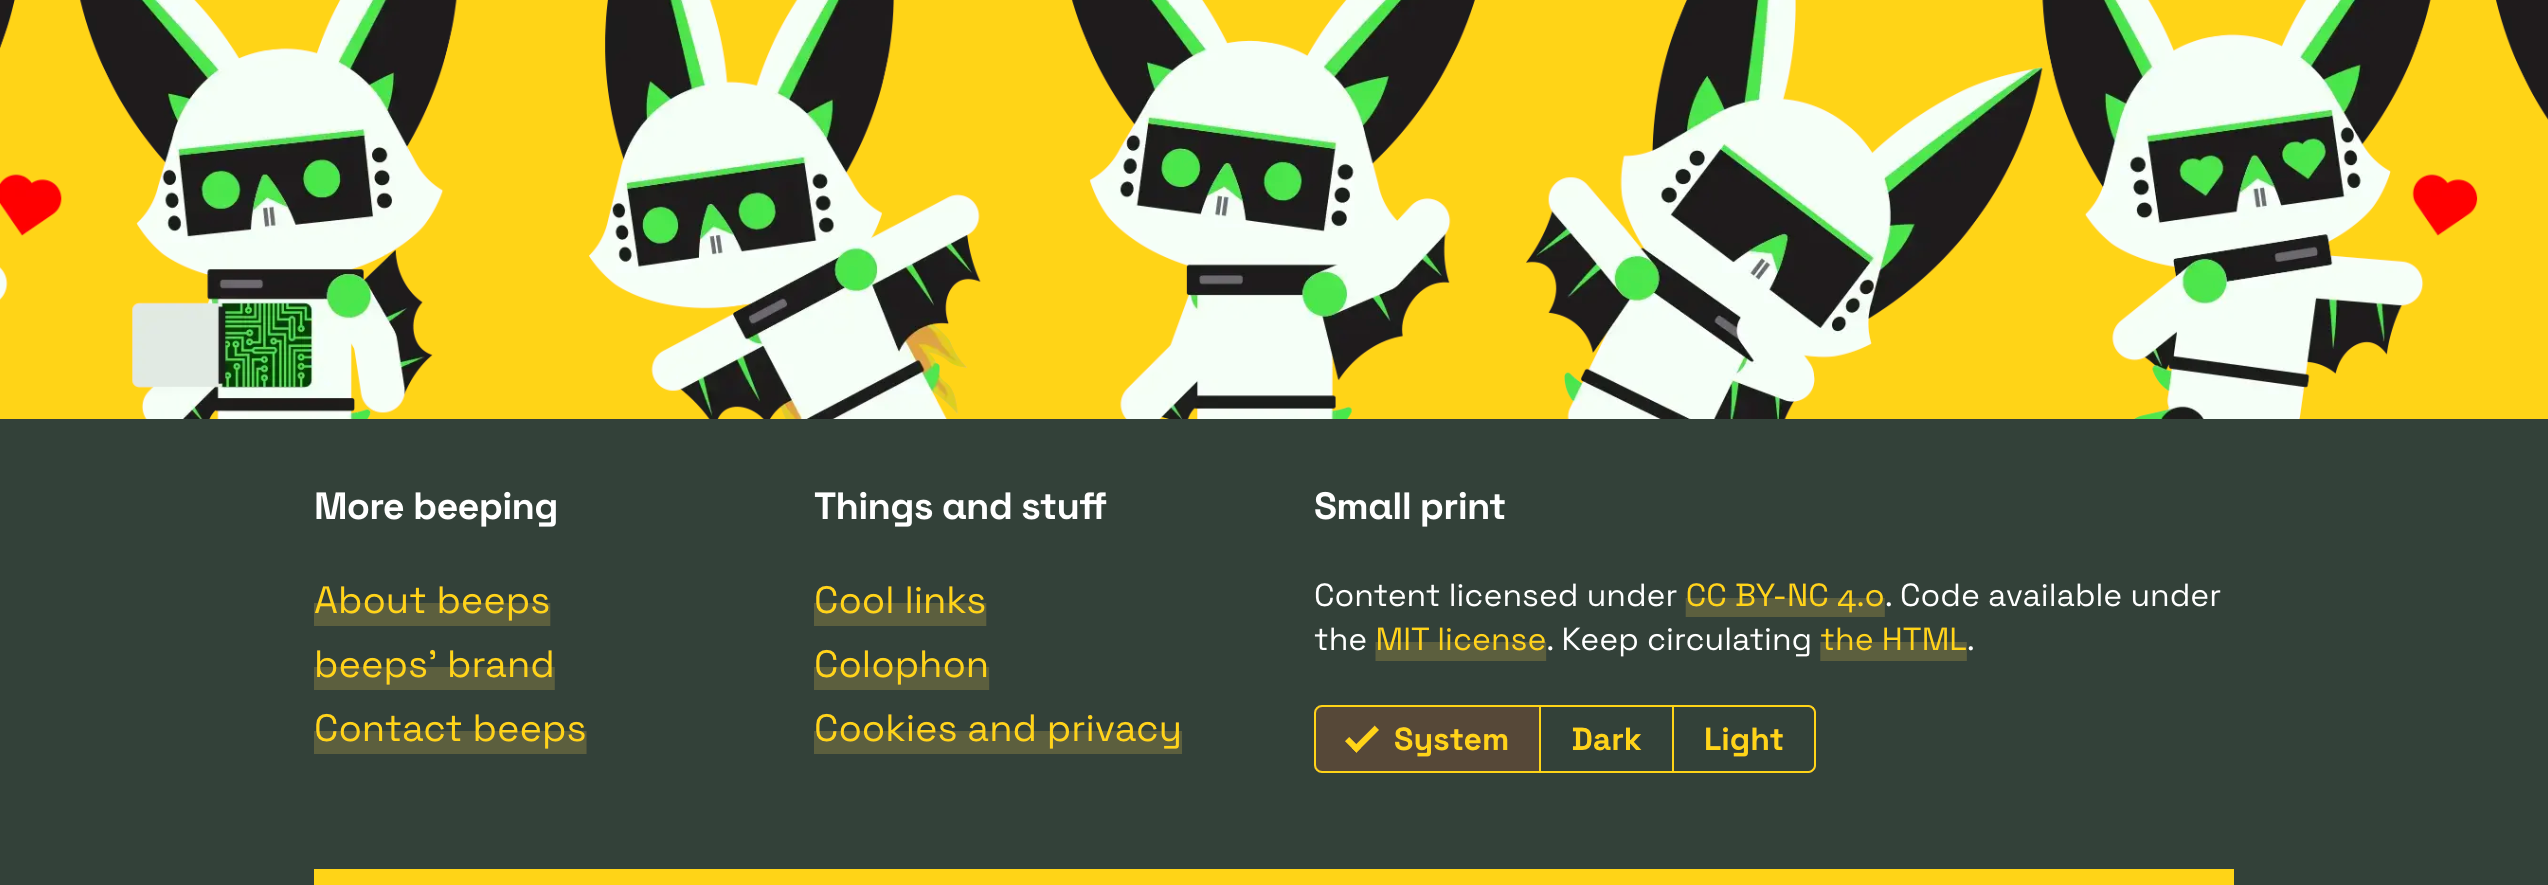 More beeping
About beeps
beeps’ brand
Contact beeps
Things and stuff
Cool links
Colophon
Cookies and privacy
Small print
Content licensed under CC BY-NC 4.0. Code available under
the MIT license. Keep circulating the HTML.
System
Dark
Light